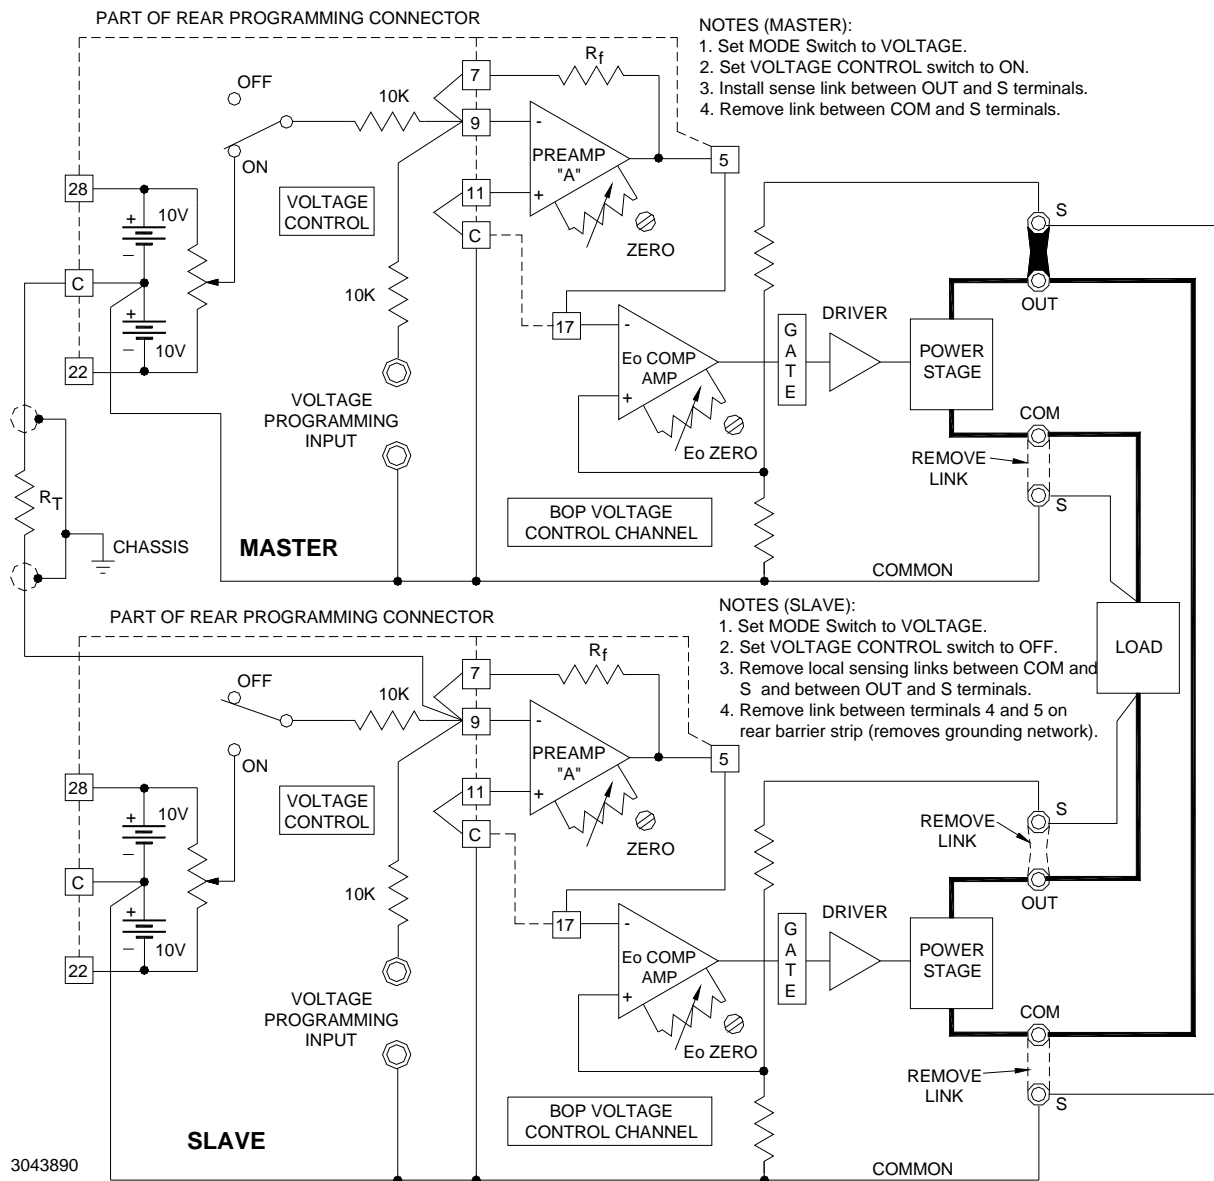 PART OF REAR PROGRAMMING CONNECTOR
NOTES (MASTER):
1. Set MODE Switch to VOLTAGE.
2. Set VOLTAGE CONTROL switch to ON.
3. Install sense link between OUT and S terminals.
4. Remove link between COM and S terminals.
OFF
10K
7
Rf
9
-
PREAMP
"A"
+
5
ON
28
VOLTAGE
CONTROL
11
C
ZERO
+
10V
–
C
+
10V
–
22
10K
17
VOLTAGE
PROGRAMMING
INPUT
-
Eo COMP
AMP
+
Eo ZERO
GATE
DRIVER
POWER
STAGE
S
OUT
COM
REMOVE
LINK
S
RT
CHASSIS
MASTER
BOP VOLTAGE
CONTROL CHANNEL
COMMON
LOAD
PART OF REAR PROGRAMMING CONNECTOR
NOTES (SLAVE):
1. Set MODE Switch to VOLTAGE.
2. Set VOLTAGE CONTROL switch to OFF.
3. Remove local sensing links between COM and
S and between OUT and S terminals.
4. Remove link between terminals 4 and 5 on
rear barrier strip (removes grounding network).
OFF
10K
7
Rf
9
-
PREAMP
"A"
+
5
ON
28
VOLTAGE
CONTROL
11
C
ZERO
+
10V
–
C
+
10V
–
22
10K
17
VOLTAGE
PROGRAMMING
INPUT
-
Eo COMP
AMP
+
Eo ZERO
GATE
DRIVER
POWER
STAGE
S
REMOVE
LINK
OUT
COM
REMOVE
LINK
S
BOP VOLTAGE
CONTROL CHANNEL
SLAVE
COMMON
3043890